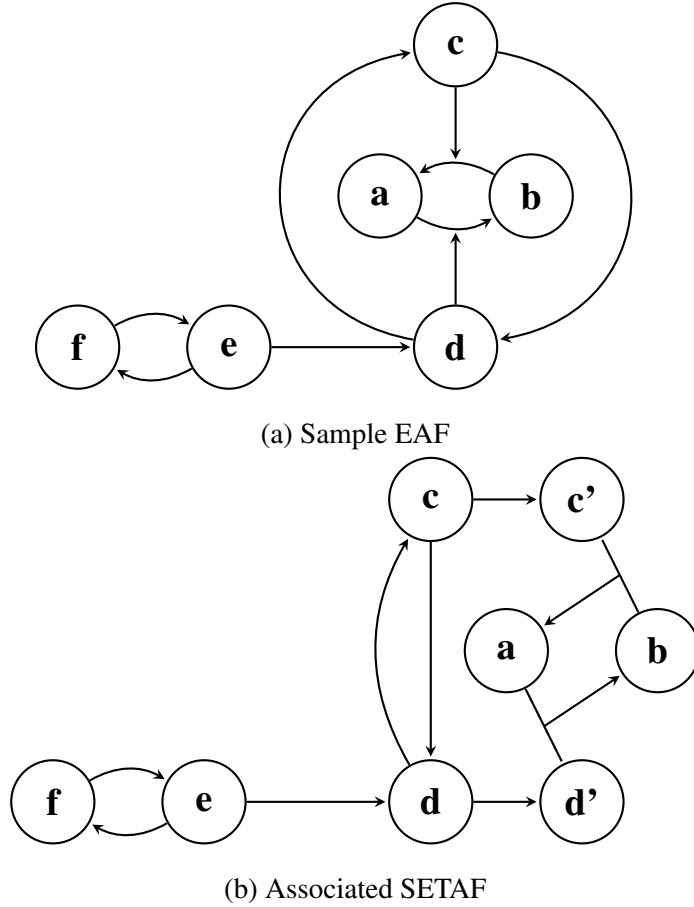 c
a b
f e d
(a) Sample EAF
c c’
a b
f e d d’
(b) Associated SETAF